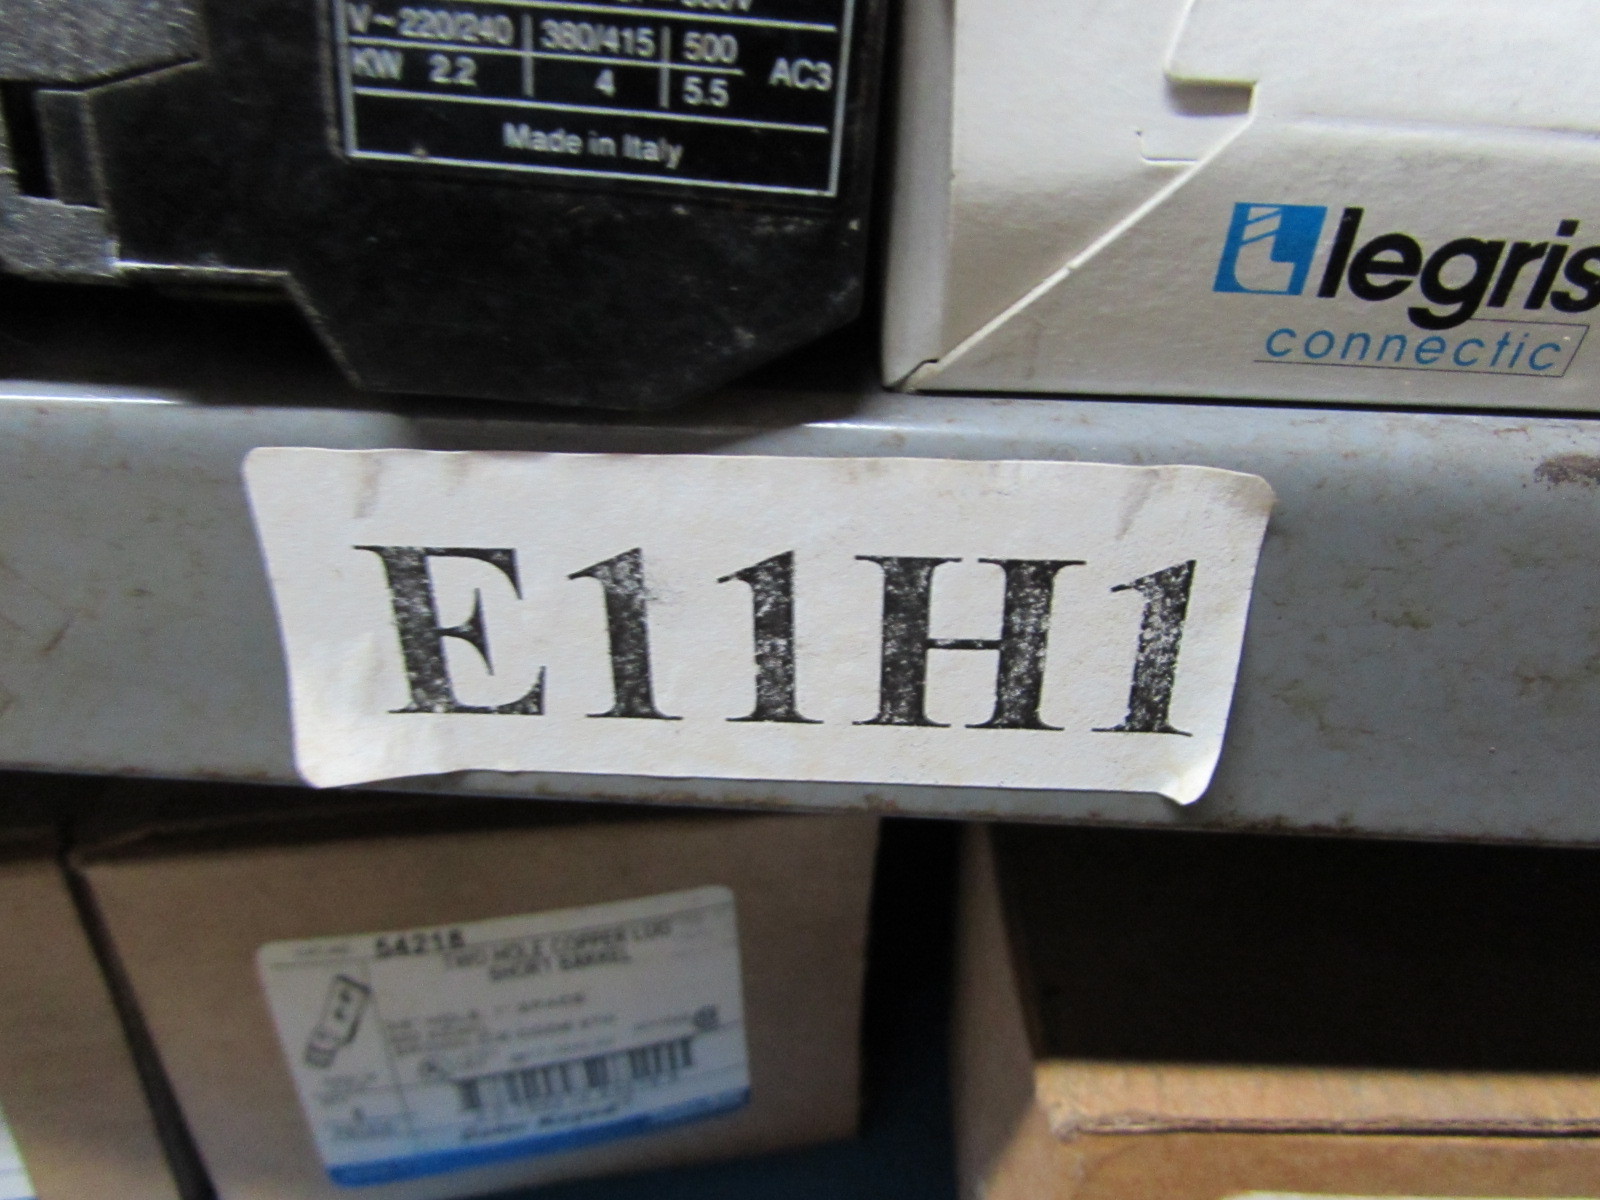 V~220/240 380/415 500
KW 2.2 4 5.5 AC3
Made in Italy
legris
connectic
E11H1
54218
TWO HOLE COPPER LUG
SHORT BARREL